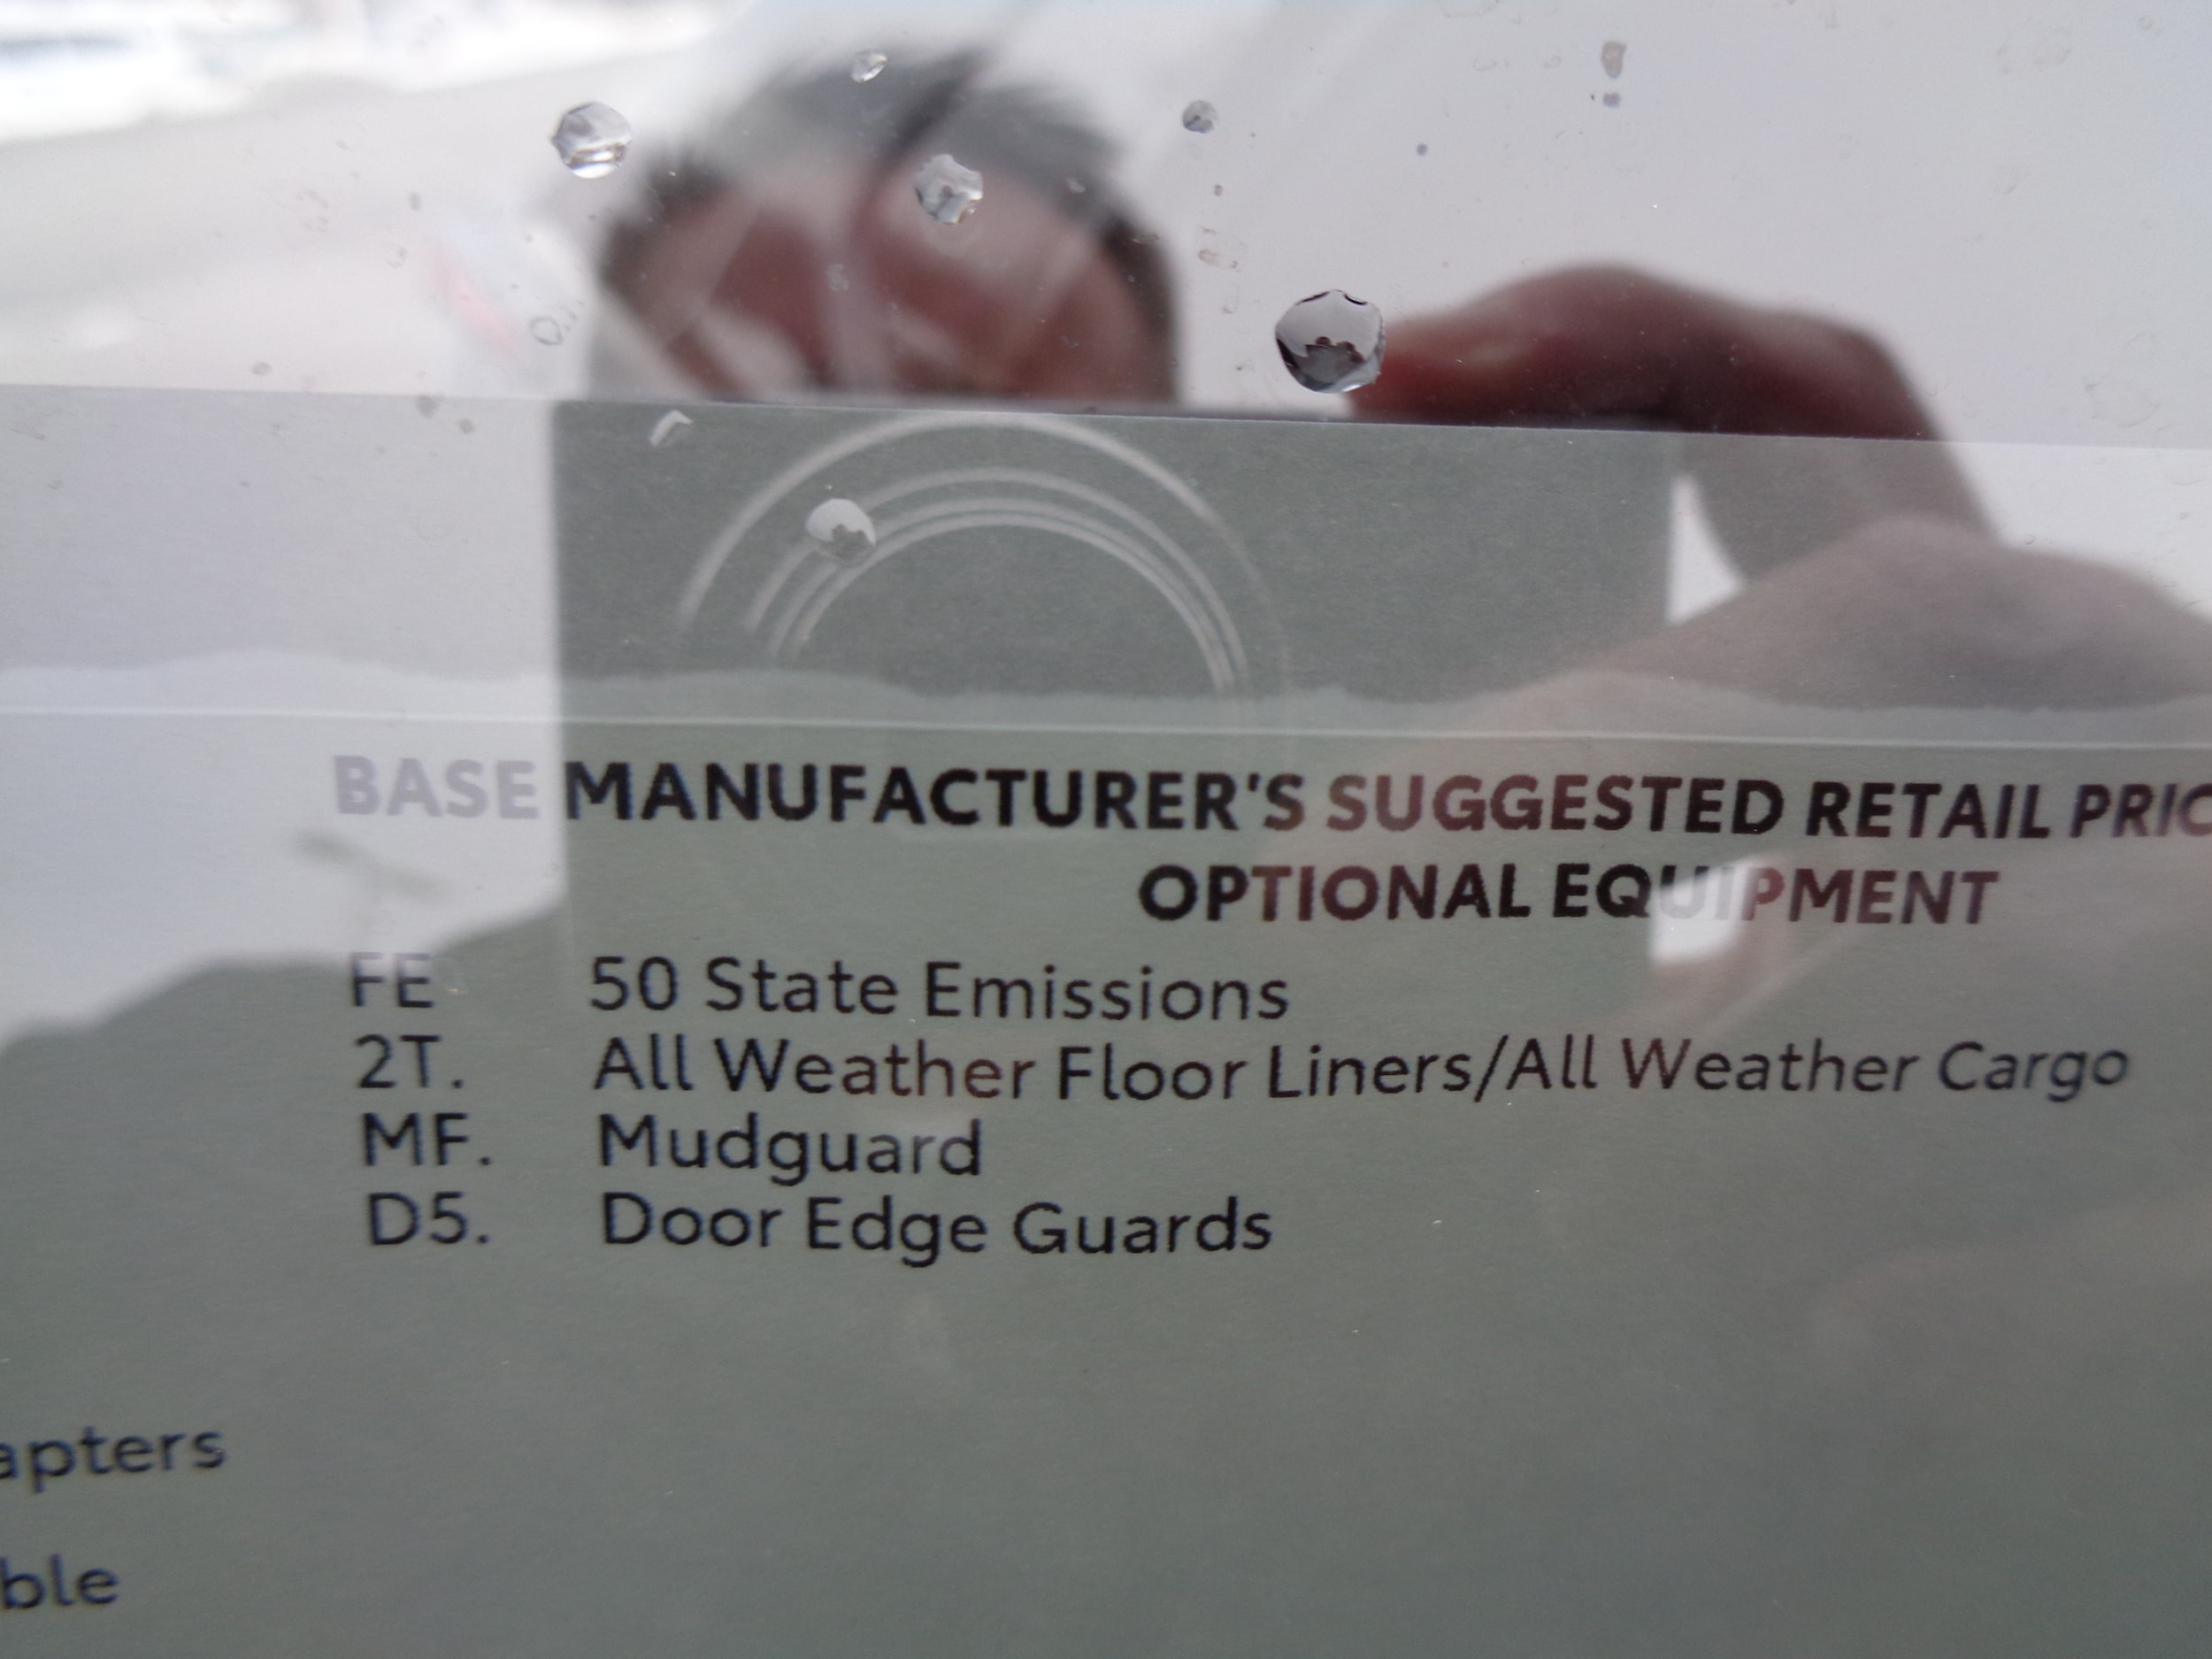 BASE MANUFACTURER'S SUGGESTED RETAIL PRIC
OPTIONAL EQUIPMENT
FE 50 State Emissions
2T. All Weather Floor Liners/All Weather Cargo
MF. Mudguard
D5. Door Edge Guards
apters
ble